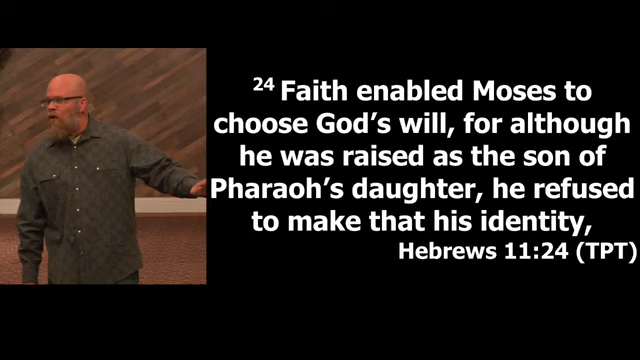 24 Faith enabled Moses to
choose God's will, for although
he was raised as the son of
Pharaoh's daughter, he refused
to make that his identity,
Hebrews 11:24 (TPT)